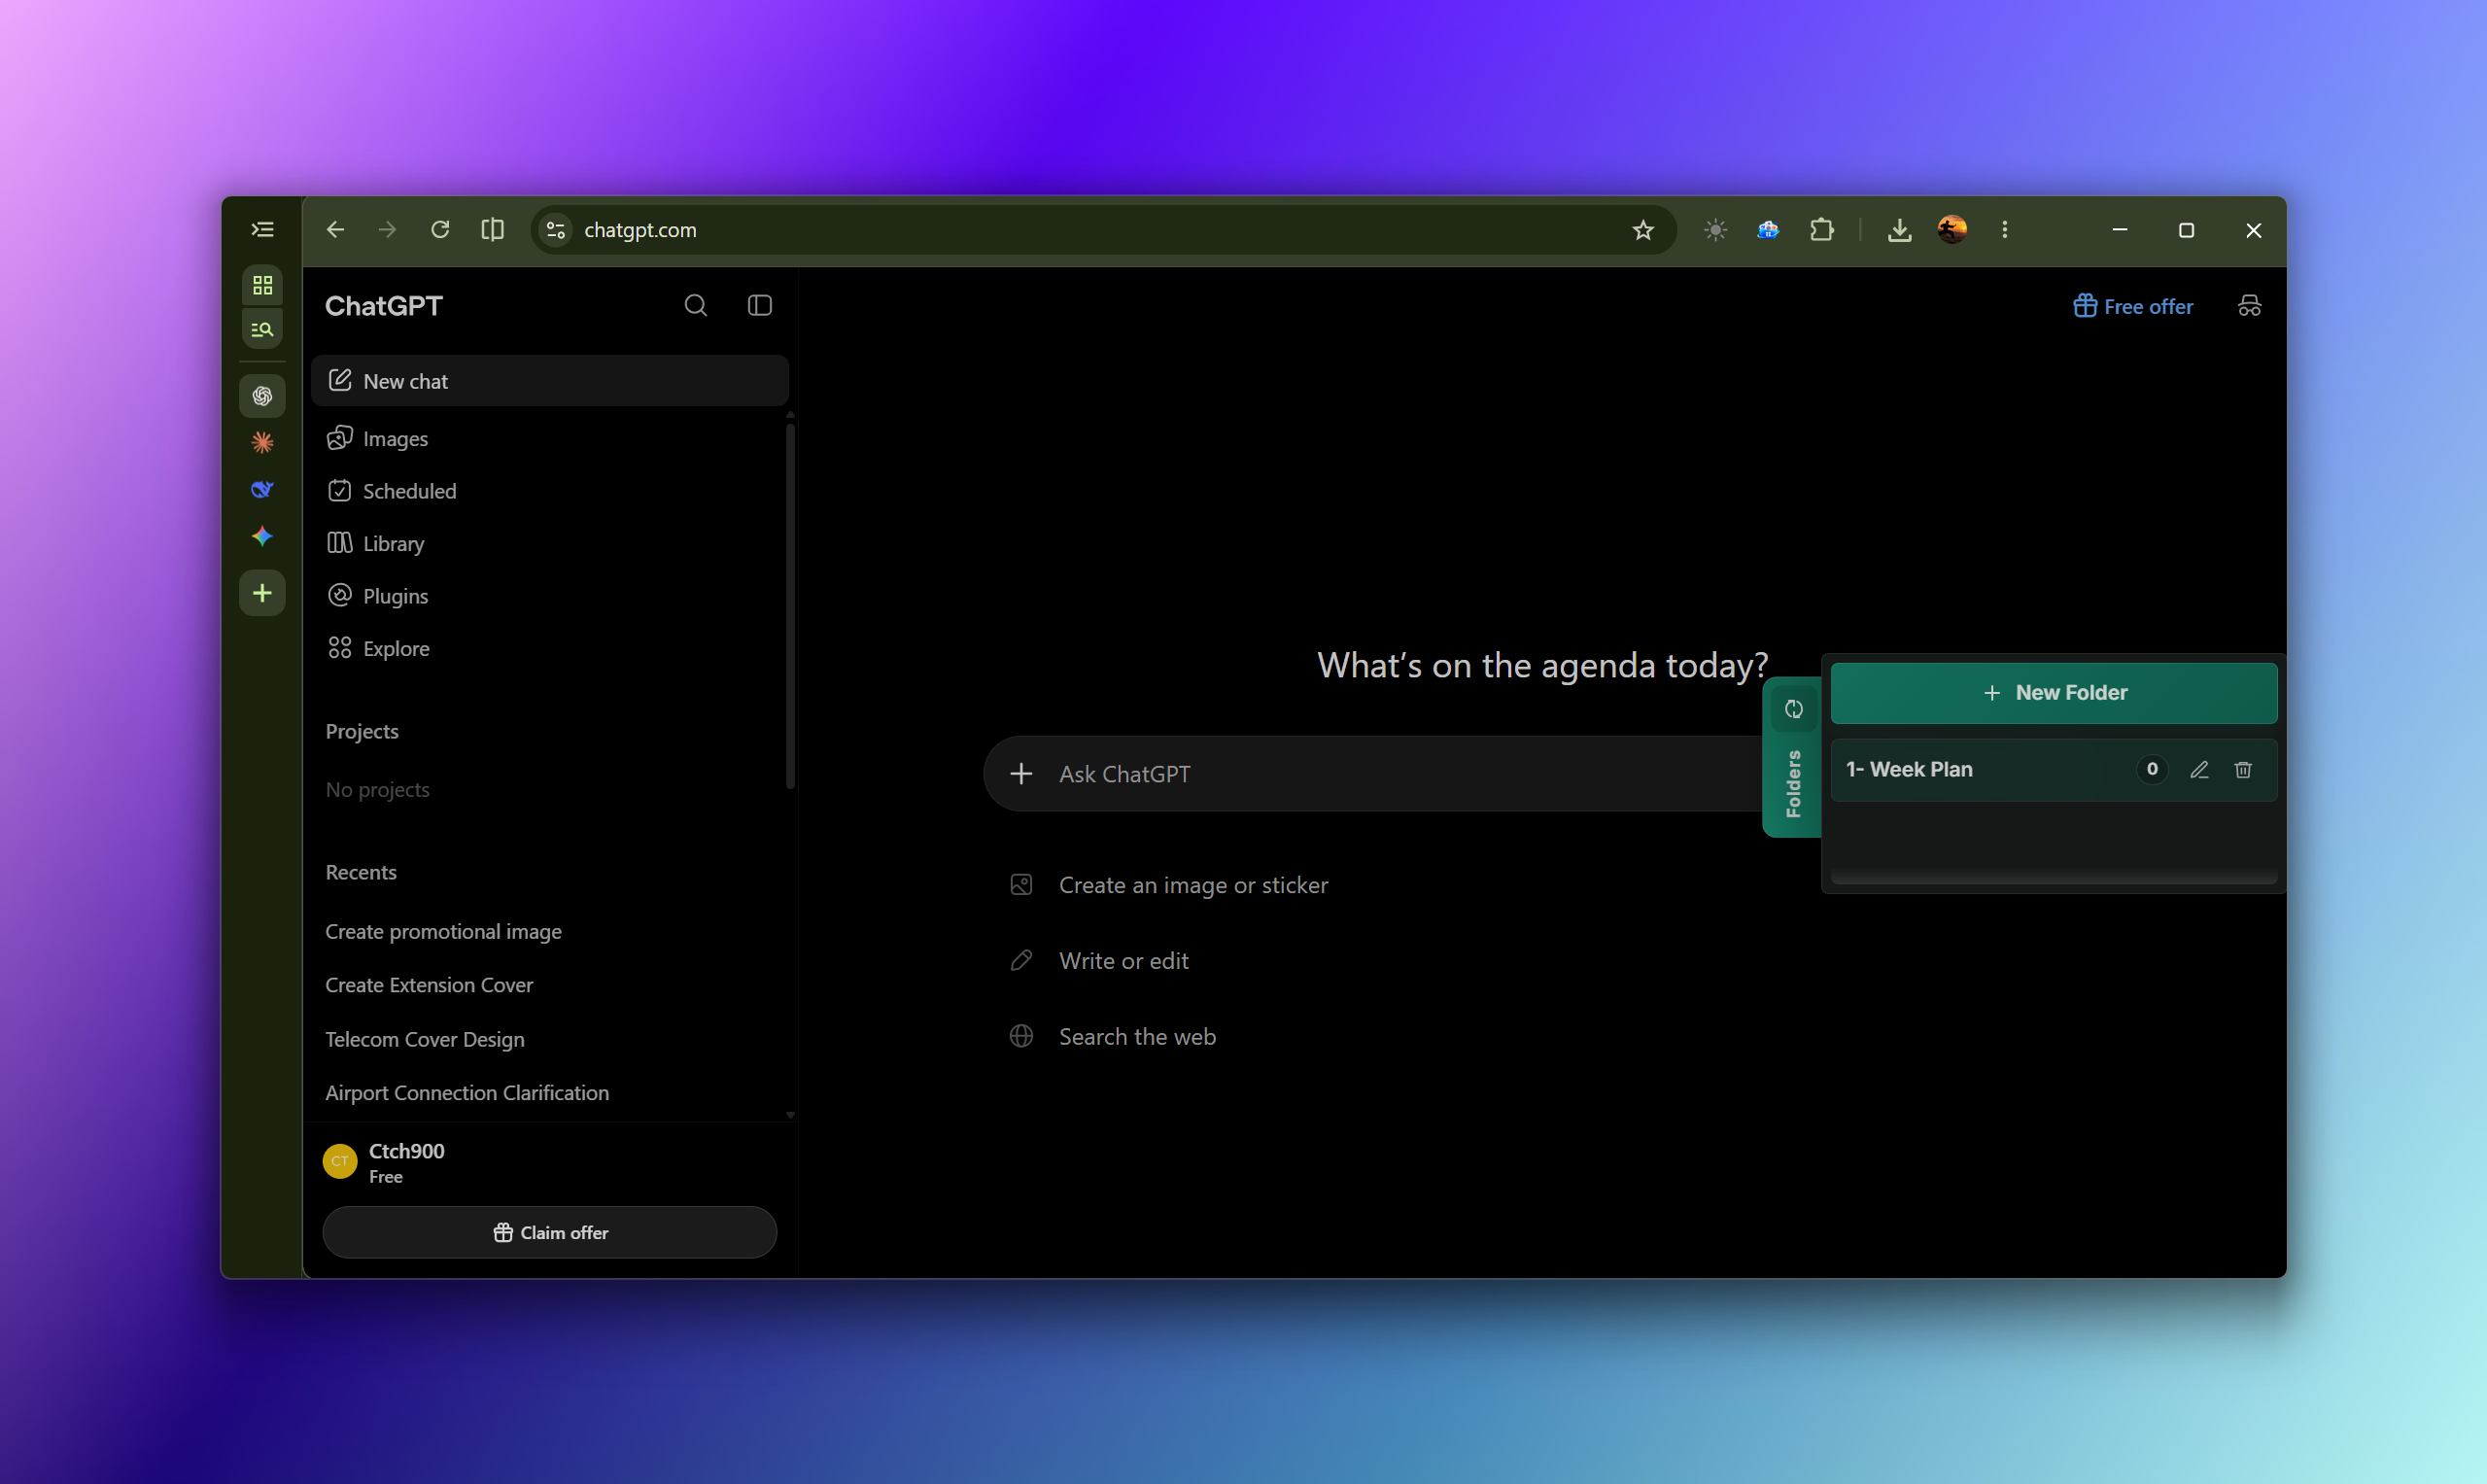 chatgpt.com
ChatGPT
New chat
Images
Scheduled
Library
Plugins
Explore
Projects
No projects
Recents
Create promotional image
Create Extension Cover
Telecom Cover Design
Airport Connection Clarification
CT
Ctch900
Free
Claim offer
Free offer
What's on the agenda today?
Ask ChatGPT
Create an image or sticker
Write or edit
Search the web
Folders
+ New Folder
1- Week Plan
0